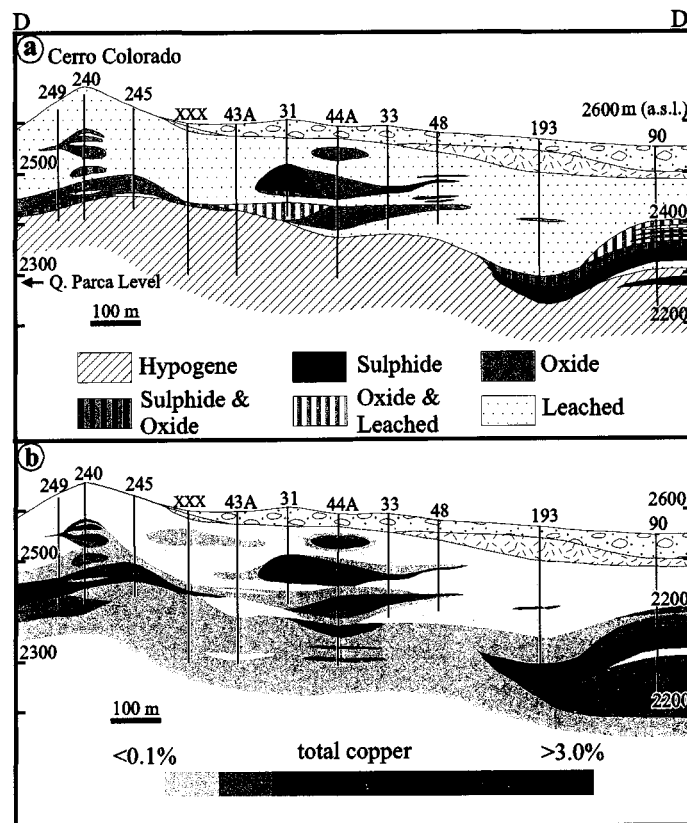 D D
a Cerro Colorado
249 240 245 XXX 43A 31 44A 33 48 193 90
2600 m (a.s.l.)
2500
2400
2300
2200
Q. Parca Level
100 m
Hypogene Sulphide Oxide
Sulphide & Oxide Oxide & Leached Leached
b
249 240 245 XXX 43A 31 44A 33 48 193 90
2600
2500
2200
2300
2200
100 m
<0.1% total copper >3.0%